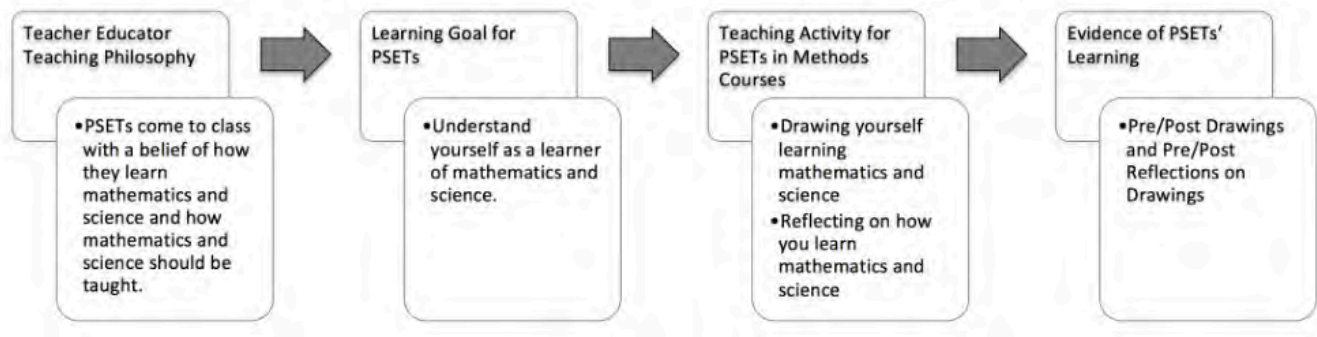 Teacher Educator
Teaching Philosophy
•PSETs come to class
with a belief of how
they learn
mathematics and
science and how
mathematics and
science should be
taught.
Learning Goal for
PSETs
•Understand
yourself as a learner
of mathematics and
science.
Teaching Activity for
PSETs in Methods
Courses
•Drawing yourself
learning
mathematics and
science
•Reflecting on how
you learn
mathematics and
science
Evidence of PSETs'
Learning
•Pre/Post Drawings
and Pre/Post
Reflections on
Drawings